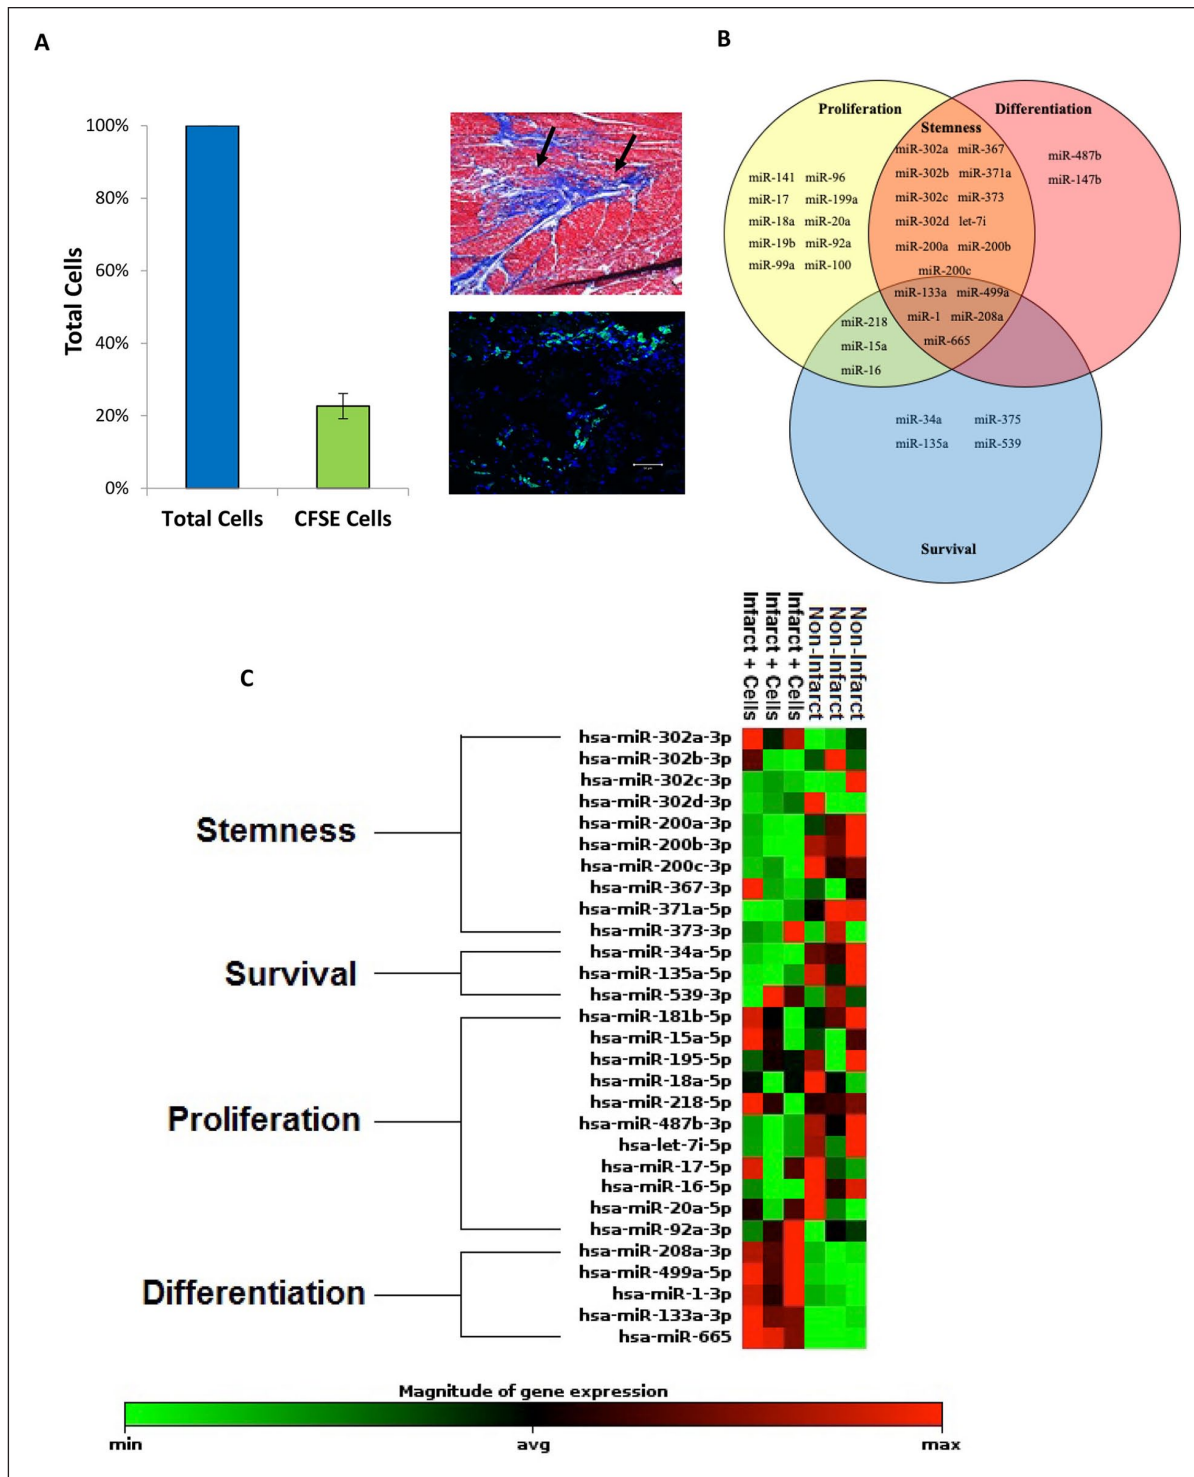 A
B
100%
80%
60%
40%
20%
0%
Total Cells
Total Cells CFSE Cells
Proliferation Differentiation
Stemness
miR-302a miR-367
miR-302b miR-371a
miR-302c miR-373
miR-302d let-7i
miR-200a miR-200b
miR-200c
miR-141 miR-96
miR-17 miR-199a
miR-18a miR-20a
miR-19b miR-92a
miR-99a miR-100
miR-487b
miR-147b
miR-133a miR-499a
miR-1 miR-208a
miR-665
miR-218
miR-15a
miR-16
miR-34a miR-375
miR-135a miR-539
Survival
C
Infarct + Cells
Infarct + Cells
Infarct + Cells
Non-Infarct
Non-Infarct
Non-Infarct
Stemness
hsa-miR-302a-3p
hsa-miR-302b-3p
hsa-miR-302c-3p
hsa-miR-302d-3p
hsa-miR-200a-3p
hsa-miR-200b-3p
hsa-miR-200c-3p
hsa-miR-367-3p
hsa-miR-371a-5p
hsa-miR-373-3p
Survival
hsa-miR-34a-5p
hsa-miR-135a-5p
hsa-miR-539-3p
Proliferation
hsa-miR-181b-5p
hsa-miR-15a-5p
hsa-miR-195-5p
hsa-miR-18a-5p
hsa-miR-218-5p
hsa-miR-487b-3p
hsa-let-7i-5p
hsa-miR-17-5p
hsa-miR-16-5p
hsa-miR-20a-5p
hsa-miR-92a-3p
Differentiation
hsa-miR-208a-3p
hsa-miR-499a-5p
hsa-miR-1-3p
hsa-miR-133a-3p
hsa-miR-665
Magnitude of gene expression
min avg max